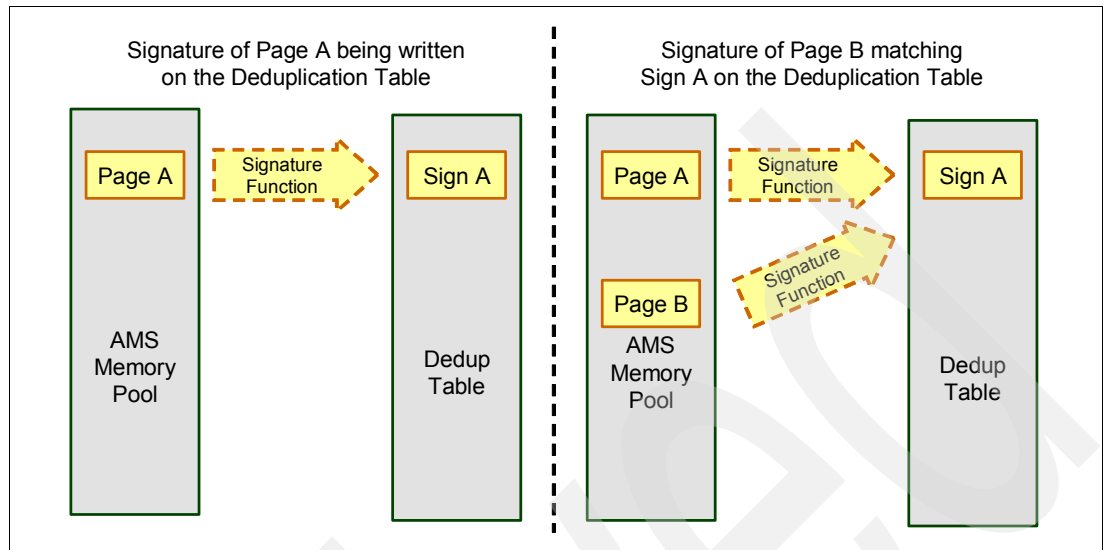 Signature of Page A being written
on the Deduplication Table
Page A
Signature
Function
Sign A
AMS
Memory
Pool
Dedup
Table
Signature of Page B matching
Sign A on the Deduplication Table
Page A
Signature
Function
Sign A
Page B
Signature
Function
AMS
Memory
Pool
Dedup
Table